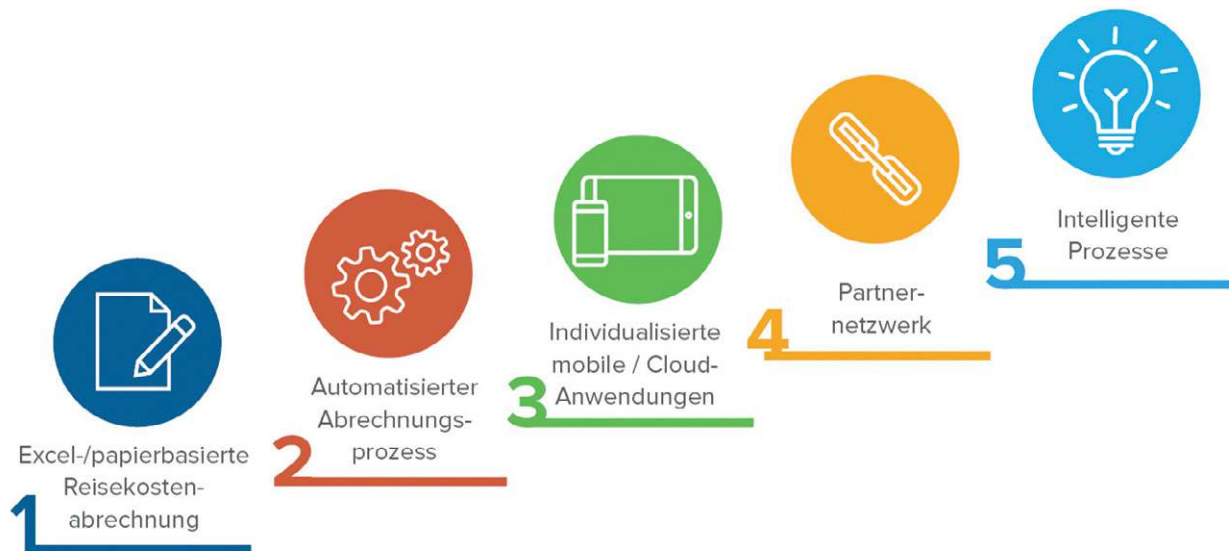 Excel-/papierbasierte
Reisekosten-
abrechnung
1
Automatisierter
Abrechnungs-
prozess
2
Individualisierte
mobile / Cloud-
Anwendungen
3
Partner-
netzwerk
4
Intelligente
Prozesse
5